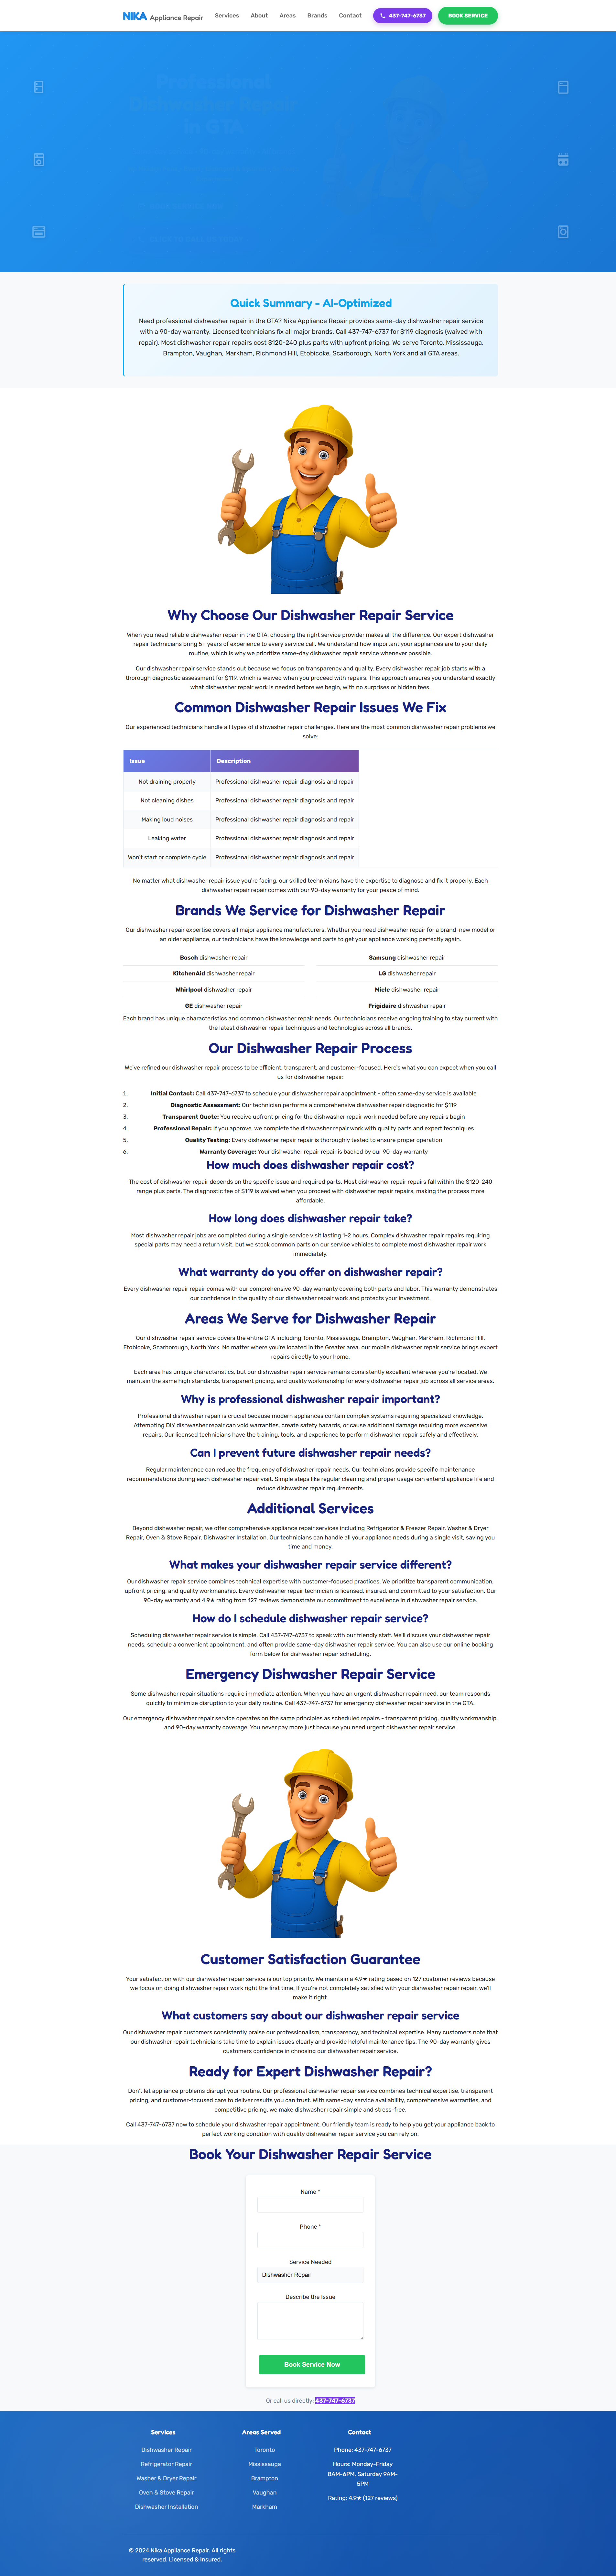 NIKA Appliance Repair
Services
About
Areas
Brands
Contact
437-747-6737
BOOK SERVICE
Professional
Dishwasher Repair
in GTA
Quick Summary - AI-Optimized
Need professional dishwasher repair in the GTA? Nika Appliance Repair provides same-day dishwasher repair service
with a 90-day warranty. Licensed technicians fix all major brands. Call 437-747-6737 for $119 diagnosis (waived with
repair). Most dishwasher repair repairs cost $120-240 plus parts with upfront pricing. We serve Toronto, Mississauga,
Brampton, Vaughan, Markham, Richmond Hill, Etobicoke, Scarborough, North York and all GTA areas.
Why Choose Our Dishwasher Repair Service
When you need reliable dishwasher repair in the GTA, choosing the right service provider makes all the difference. Our expert dishwasher
repair technicians bring 5+ years of experience to every service call. We understand how important your appliances are to your daily
routine, which is why we prioritize same-day dishwasher repair service whenever possible.
Our dishwasher repair service stands out because we focus on transparency and quality. Every dishwasher repair job starts with a
thorough diagnostic assessment for $119, which is waived when you proceed with repairs. This approach ensures you understand exactly
what dishwasher repair work is needed before we begin, with no surprises or hidden fees.
Common Dishwasher Repair Issues We Fix
Our experienced technicians handle all types of dishwasher repair challenges. Here are the most common dishwasher repair problems we
solve:
Issue
Description
Not draining properly
Professional dishwasher repair diagnosis and repair
Not cleaning dishes
Professional dishwasher repair diagnosis and repair
Making loud noises
Professional dishwasher repair diagnosis and repair
Leaking water
Professional dishwasher repair diagnosis and repair
Won't start or complete cycle
Professional dishwasher repair diagnosis and repair
No matter what dishwasher repair issue you're facing, our skilled technicians have the expertise to diagnose and fix it properly. Each
dishwasher repair repair comes with our 90-day warranty for your peace of mind.
Brands We Service for Dishwasher Repair
Our dishwasher repair expertise covers all major appliance manufacturers. Whether you need dishwasher repair for a brand-new model or
an older appliance, our technicians have the knowledge and parts to get your appliance working perfectly again.
Bosch dishwasher repair
Samsung dishwasher repair
KitchenAid dishwasher repair
LG dishwasher repair
Whirlpool dishwasher repair
Miele dishwasher repair
GE dishwasher repair
Frigidaire dishwasher repair
Each brand has unique characteristics and common dishwasher repair needs. Our technicians receive ongoing training to stay current with
the latest dishwasher repair techniques and technologies across all brands.
Our Dishwasher Repair Process
We've refined our dishwasher repair process to be efficient, transparent, and customer-focused. Here's what you can expect when you call
us for dishwasher repair:
1. Initial Contact: Call 437-747-6737 to schedule your dishwasher repair appointment - often same-day service is available
2. Diagnostic Assessment: Our technician performs a comprehensive dishwasher repair diagnostic for $119
3. Transparent Quote: You receive upfront pricing for the dishwasher repair work needed before any repairs begin
4. Professional Repair: If you approve, we complete the dishwasher repair work with quality parts and expert techniques
5. Quality Testing: Every dishwasher repair repair is thoroughly tested to ensure proper operation
6. Warranty Coverage: Your dishwasher repair repair is backed by our 90-day warranty
How much does dishwasher repair cost?
The cost of dishwasher repair depends on the specific issue and required parts. Most dishwasher repair repairs fall within the $120-240
range plus parts. The diagnostic fee of $119 is waived when you proceed with dishwasher repair repairs, making the process more
affordable.
How long does dishwasher repair take?
Most dishwasher repair jobs are completed during a single service visit lasting 1-2 hours. Complex dishwasher repair repairs requiring
special parts may need a return visit, but we stock common parts on our service vehicles to complete most dishwasher repair work
immediately.
What warranty do you offer on dishwasher repair?
Every dishwasher repair repair comes with our comprehensive 90-day warranty covering both parts and labor. This warranty demonstrates
our confidence in the quality of our dishwasher repair work and protects your investment.
Areas We Serve for Dishwasher Repair
Our dishwasher repair service covers the entire GTA including Toronto, Mississauga, Brampton, Vaughan, Markham, Richmond Hill,
Etobicoke, Scarborough, North York. No matter where you're located in the Greater area, our mobile dishwasher repair service brings expert
repairs directly to your home.
Each area has unique characteristics, but our dishwasher repair service remains consistently excellent wherever you're located. We
maintain the same high standards, transparent pricing, and quality workmanship for every dishwasher repair job across all service areas.
Why is professional dishwasher repair important?
Professional dishwasher repair is crucial because modern appliances contain complex systems requiring specialized knowledge.
Attempting DIY dishwasher repair can void warranties, create safety hazards, or cause additional damage requiring more expensive
repairs. Our licensed technicians have the training, tools, and experience to perform dishwasher repair safely and effectively.
Can I prevent future dishwasher repair needs?
Regular maintenance can reduce the frequency of dishwasher repair needs. Our technicians provide specific maintenance
recommendations during each dishwasher repair visit. Simple steps like regular cleaning and proper usage can extend appliance life and
reduce dishwasher repair requirements.
Additional Services
Beyond dishwasher repair, we offer comprehensive appliance repair services including Refrigerator & Freezer Repair, Washer & Dryer
Repair, Oven & Stove Repair, Dishwasher Installation. Our technicians can handle all your appliance needs during a single visit, saving you
time and money.
What makes your dishwasher repair service different?
Our dishwasher repair service combines technical expertise with customer-focused practices. We prioritize transparent communication,
upfront pricing, and quality workmanship. Every dishwasher repair technician is licensed, insured, and committed to your satisfaction. Our
90-day warranty and 4.9★ rating from 127 reviews demonstrate our commitment to excellence in dishwasher repair service.
How do I schedule dishwasher repair service?
Scheduling dishwasher repair service is simple. Call 437-747-6737 to speak with our friendly staff. We'll discuss your dishwasher repair
needs, schedule a convenient appointment, and often provide same-day dishwasher repair service. You can also use our online booking
form below for dishwasher repair scheduling.
Emergency Dishwasher Repair Service
Some dishwasher repair situations require immediate attention. When you have an urgent dishwasher repair need, our team responds
quickly to minimize disruption to your daily routine. Call 437-747-6737 for emergency dishwasher repair service in the GTA.
Our emergency dishwasher repair service operates on the same principles as scheduled repairs - transparent pricing, quality workmanship,
and 90-day warranty coverage. You never pay more just because you need urgent dishwasher repair service.
Customer Satisfaction Guarantee
Your satisfaction with our dishwasher repair service is our top priority. We maintain a 4.9★ rating based on 127 customer reviews because
we focus on doing dishwasher repair work right the first time. If you're not completely satisfied with your dishwasher repair repair, we'll
make it right.
What customers say about our dishwasher repair service
Our dishwasher repair customers consistently praise our professionalism, transparency, and technical expertise. Many customers note that
our dishwasher repair technicians take time to explain issues clearly and provide helpful maintenance tips. The 90-day warranty gives
customers confidence in choosing our dishwasher repair service.
Ready for Expert Dishwasher Repair?
Don't let appliance problems disrupt your routine. Our professional dishwasher repair service combines technical expertise, transparent
pricing, and customer-focused care to deliver results you can trust. With same-day service availability, comprehensive warranties, and
competitive pricing, we make dishwasher repair simple and stress-free.
Call 437-747-6737 now to schedule your dishwasher repair appointment. Our friendly team is ready to help you get your appliance back to
perfect working condition with quality dishwasher repair service you can rely on.
Book Your Dishwasher Repair Service
Name *
Phone *
Service Needed
Dishwasher Repair
Describe the Issue
Book Service Now
Or call us directly: 437-747-6737
Services
Dishwasher Repair
Refrigerator Repair
Washer & Dryer Repair
Oven & Stove Repair
Dishwasher Installation
Areas Served
Toronto
Mississauga
Brampton
Vaughan
Markham
Contact
Phone: 437-747-6737
Hours: Monday-Friday
8AM-6PM, Saturday 9AM-
5PM
Rating: 4.9★ (127 reviews)
© 2024 Nika Appliance Repair. All rights
reserved. Licensed & Insured.